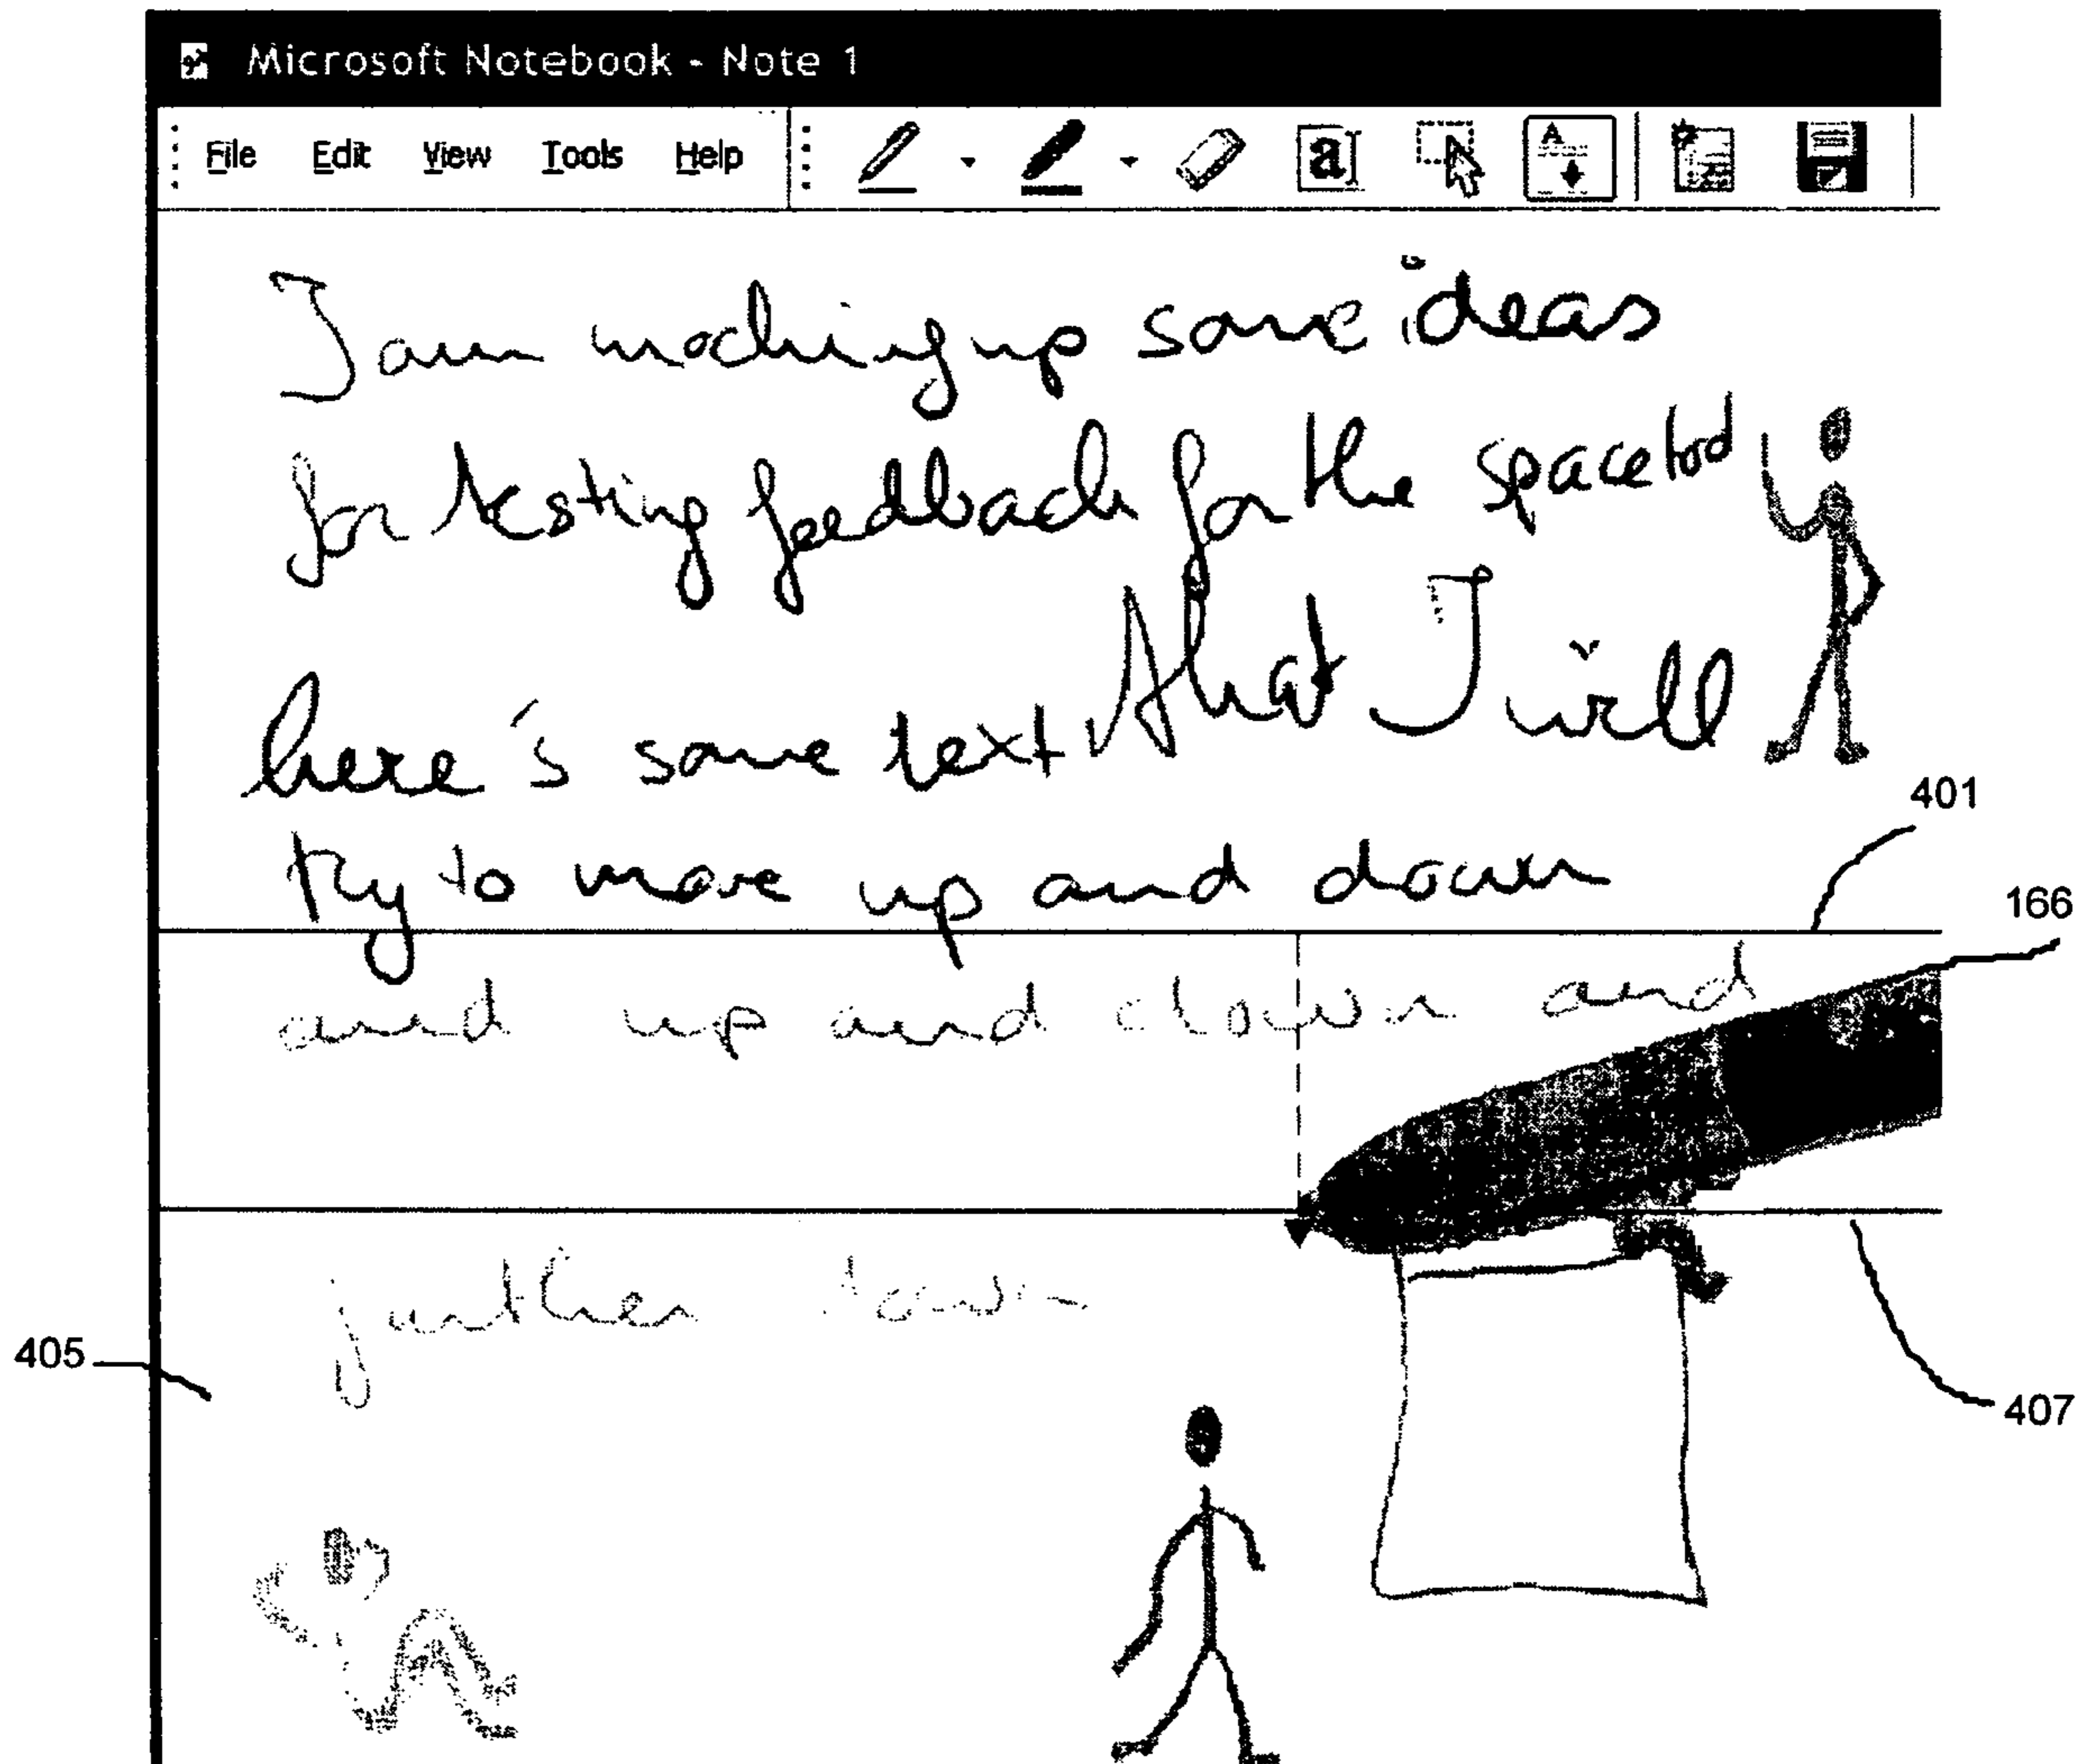 Microsoft Notebook - Note 1
File Edit View Tools Help a A
I am mocking up some ideas
for testing feedback for the space tool
here's some text that I will
try to move up and down
401
166
and up and down and
further down
405
407